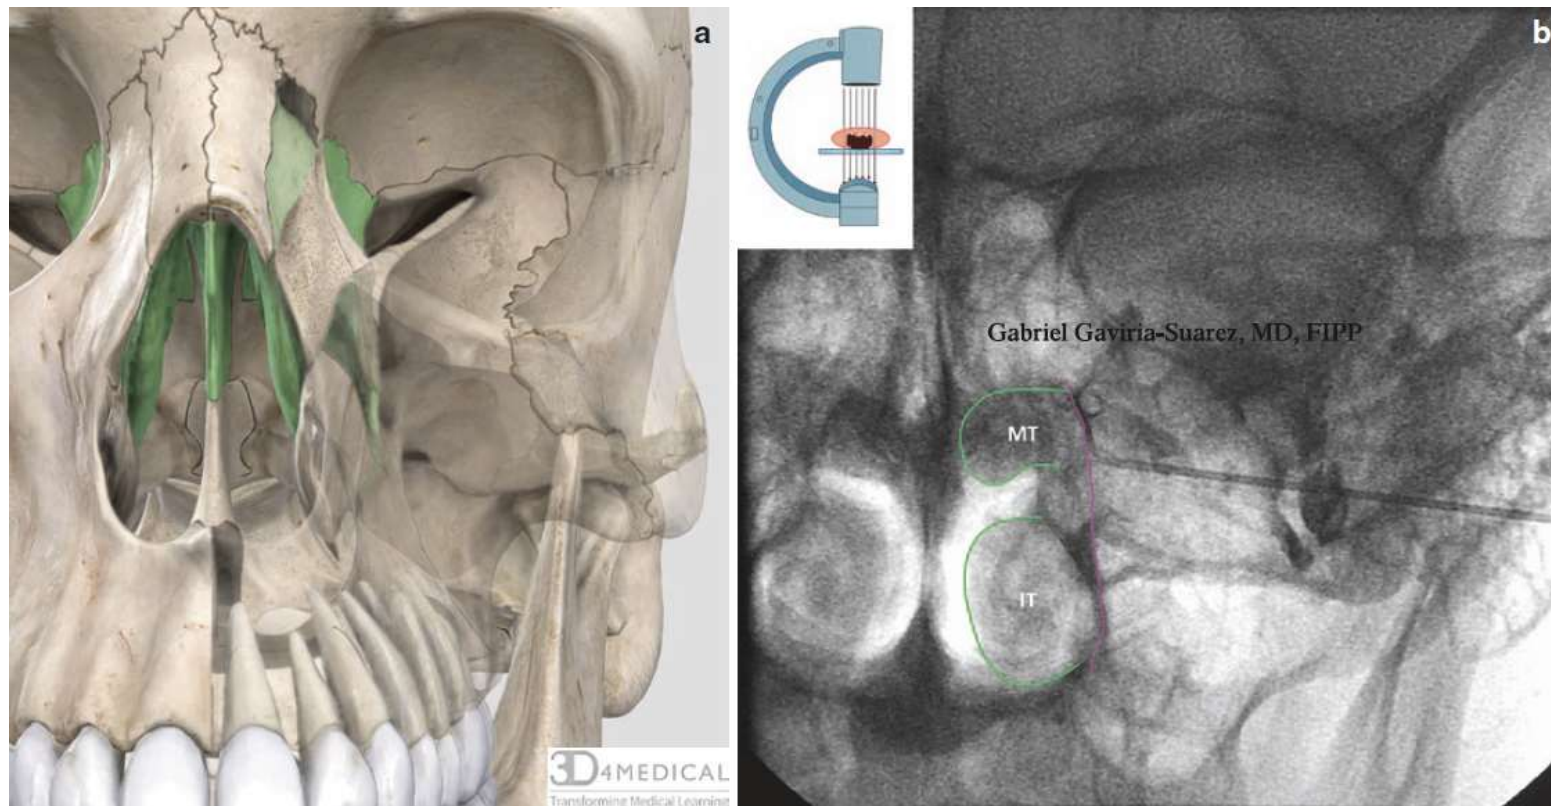 a
3D4MEDICAL
Transforming Medical Learning
b
Gabriel Gaviria-Suarez, MD, FIPP
MT
IT